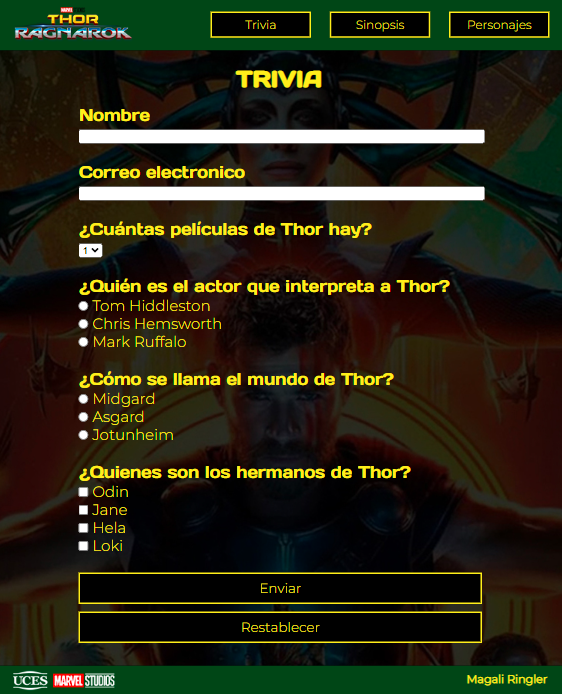 MARVEL STUDIOS
THOR
RAGNAROK
Trivia
Sinopsis
Personajes
TRIVIA
Nombre
Correo electronico
¿Cuántas películas de Thor hay?
1
¿Quién es el actor que interpreta a Thor?
Tom Hiddleston
Chris Hemsworth
Mark Ruffalo
¿Cómo se llama el mundo de Thor?
Midgard
Asgard
Jotunheim
¿Quienes son los hermanos de Thor?
Odin
Jane
Hela
Loki
Enviar
Restablecer
UCES
MARVEL STUDIOS
Magali Ringler